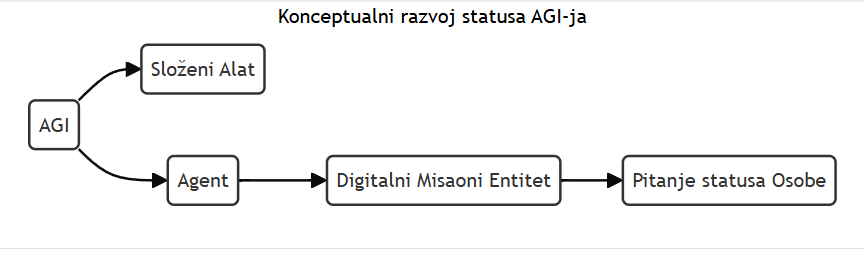 Konceptualni razvoj statusa AGI-ja
Složeni Alat
AGI
Agent
Digitalni Misaoni Entitet
Pitanje statusa Osobe